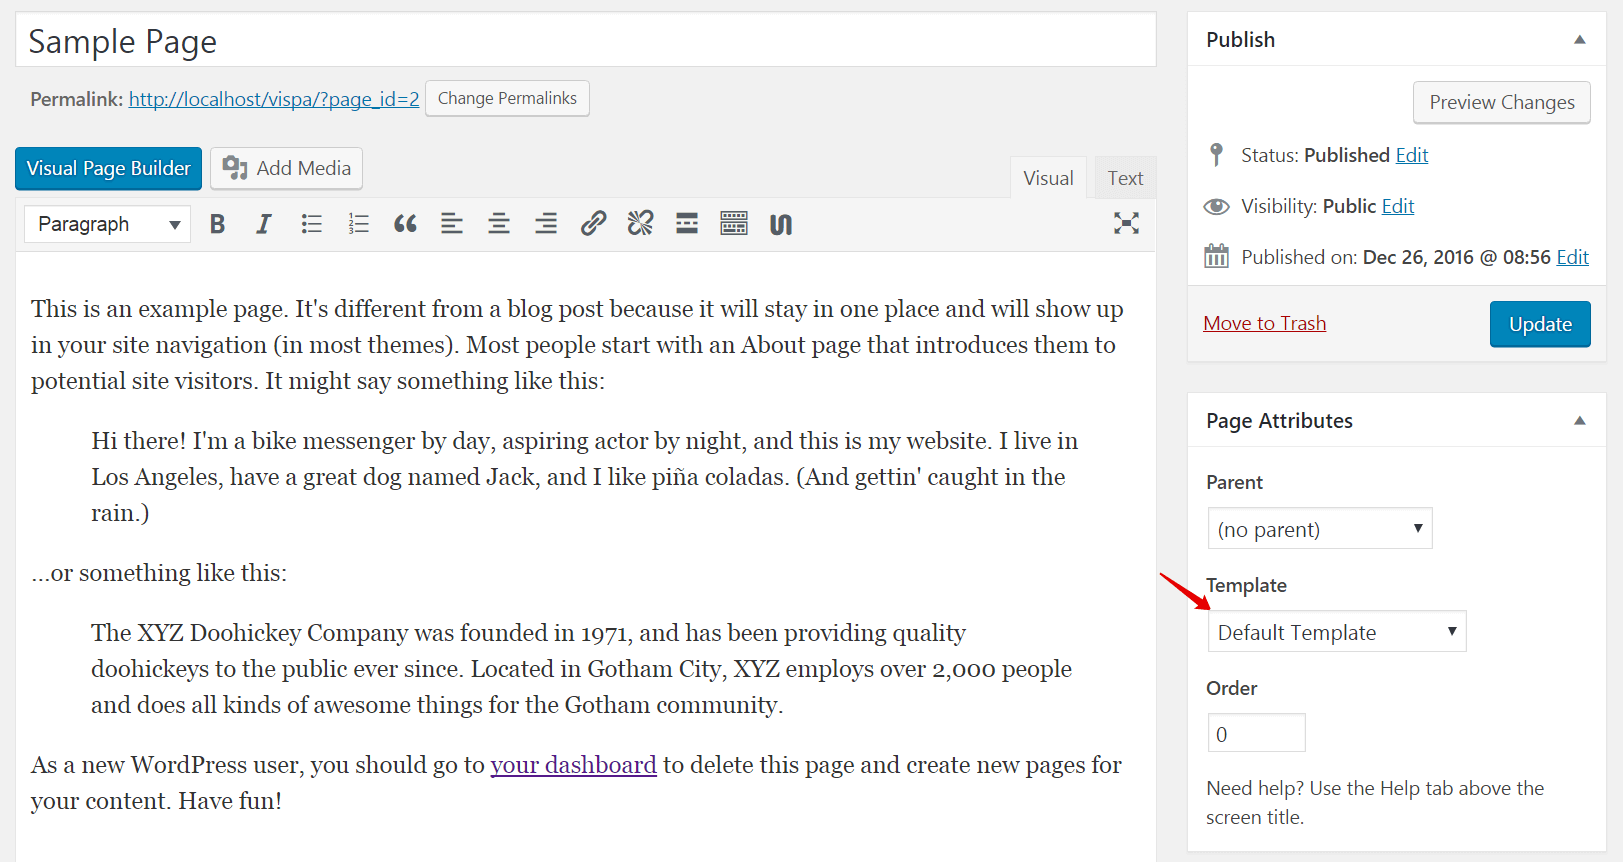 Sample Page
Permalink: http://localhost/vispa/?page_id=2 Change Permalinks
Visual Page Builder Add Media
Visual Text
Paragraph
This is an example page. It's different from a blog post because it will stay in one place and will show up
in your site navigation (in most themes). Most people start with an About page that introduces them to
potential site visitors. It might say something like this:
Hi there! I'm a bike messenger by day, aspiring actor by night, and this is my website. I live in
Los Angeles, have a great dog named Jack, and I like piña coladas. (And gettin' caught in the
rain.)
...or something like this:
The XYZ Doohickey Company was founded in 1971, and has been providing quality
doohickeys to the public ever since. Located in Gotham City, XYZ employs over 2,000 people
and does all kinds of awesome things for the Gotham community.
As a new WordPress user, you should go to your dashboard to delete this page and create new pages for
your content. Have fun!
Publish
Preview Changes
Status: Published Edit
Visibility: Public Edit
Published on: Dec 26, 2016 @ 08:56 Edit
Move to Trash Update
Page Attributes
Parent
(no parent)
Template
Default Template
Order
0
Need help? Use the Help tab above the
screen title.